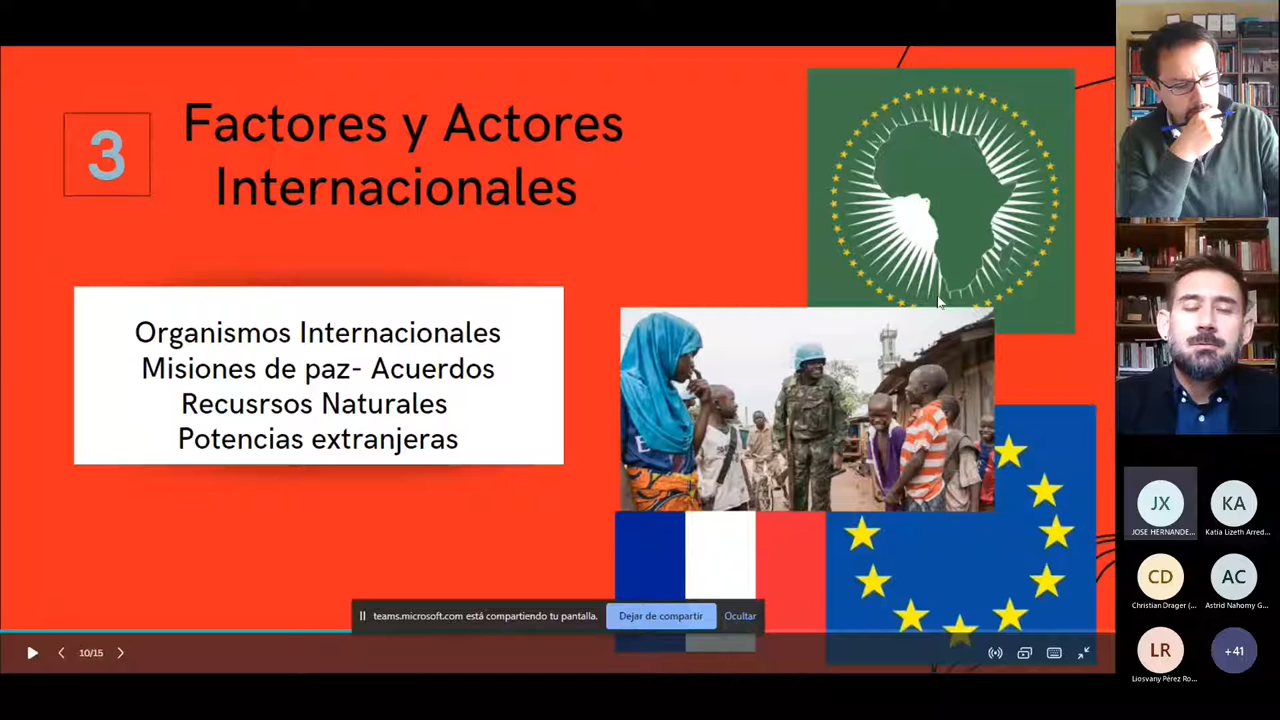 3
Factores y Actores
Internacionales
Organismos Internacionales
Misiones de paz- Acuerdos
Recusrsos Naturales
Potencias extranjeras
teams.microsoft.com está compartiendo tu pantalla.
Dejar de compartir
Ocultar
10/15
JX
JOSE HERNANDE...
KA
Katia Lizeth Arred...
CD
Christian Drager (...
AC
Astrid Nahomy G...
LR
Liosvany Pérez Ro...
+41